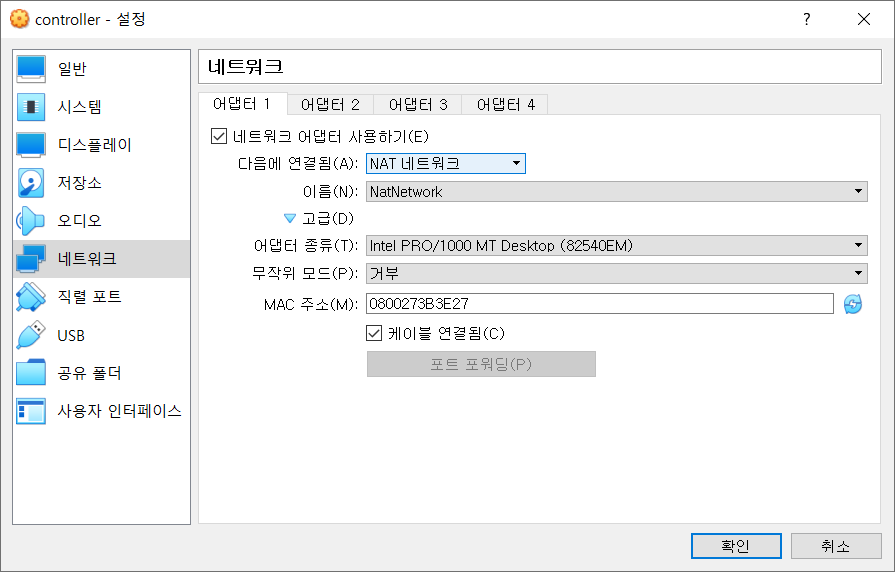 controller - 설정
?
일반
시스템
디스플레이
저장소
오디오
네트워크
직렬 포트
USB
공유 폴더
사용자 인터페이스
네트워크
어댑터 1 어댑터 2 어댑터 3 어댑터 4
네트워크 어댑터 사용하기(E)
다음에 연결됨(A): NAT 네트워크
이름(N): NatNetwork
고급(D)
어댑터 종류(T): Intel PRO/1000 MT Desktop (82540EM)
무작위 모드(P): 거부
MAC 주소(M): 0800273B3E27
케이블 연결됨(C)
포트 포워딩(P)
확인 취소